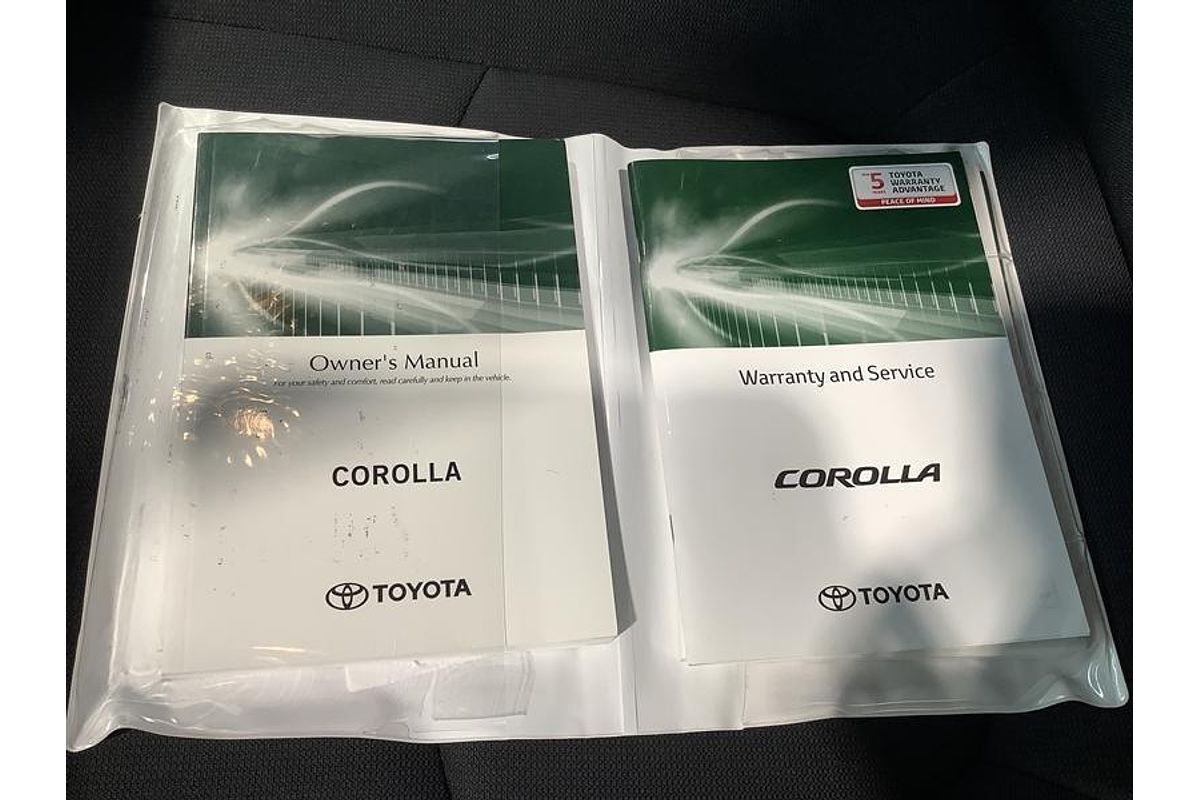 Owner's Manual
For your safety and comfort, read carefully and keep in the vehicle.
COROLLA
TOYOTA
5
YEARS
TOYOTA
WARRANTY
ADVANTAGE
PEACE OF MIND
Warranty and Service
COROLLA
TOYOTA